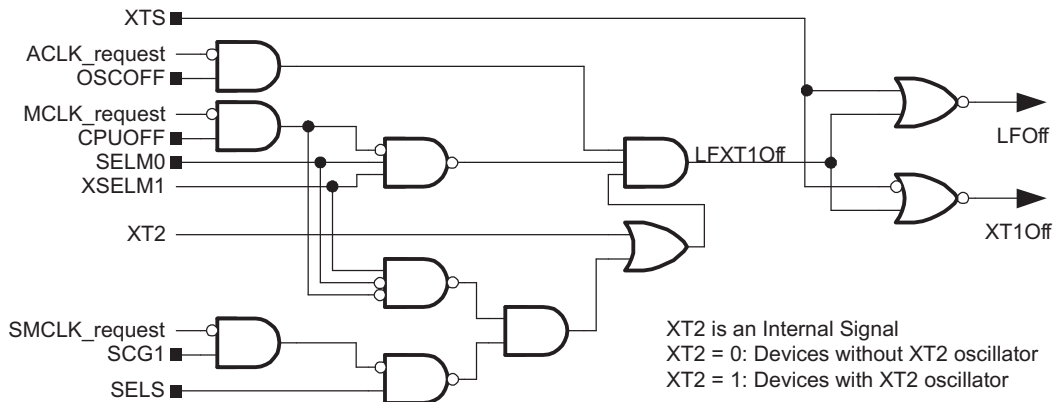 XTS
ACLK_request
OSCOFF
MCLK_request
CPUOFF
SELM0
XSELM1
XT2
SMCLK_request
SCG1
SELS
LFXT1Off
LFOff
XT1Off
XT2 is an Internal Signal
XT2 = 0: Devices without XT2 oscillator
XT2 = 1: Devices with XT2 oscillator